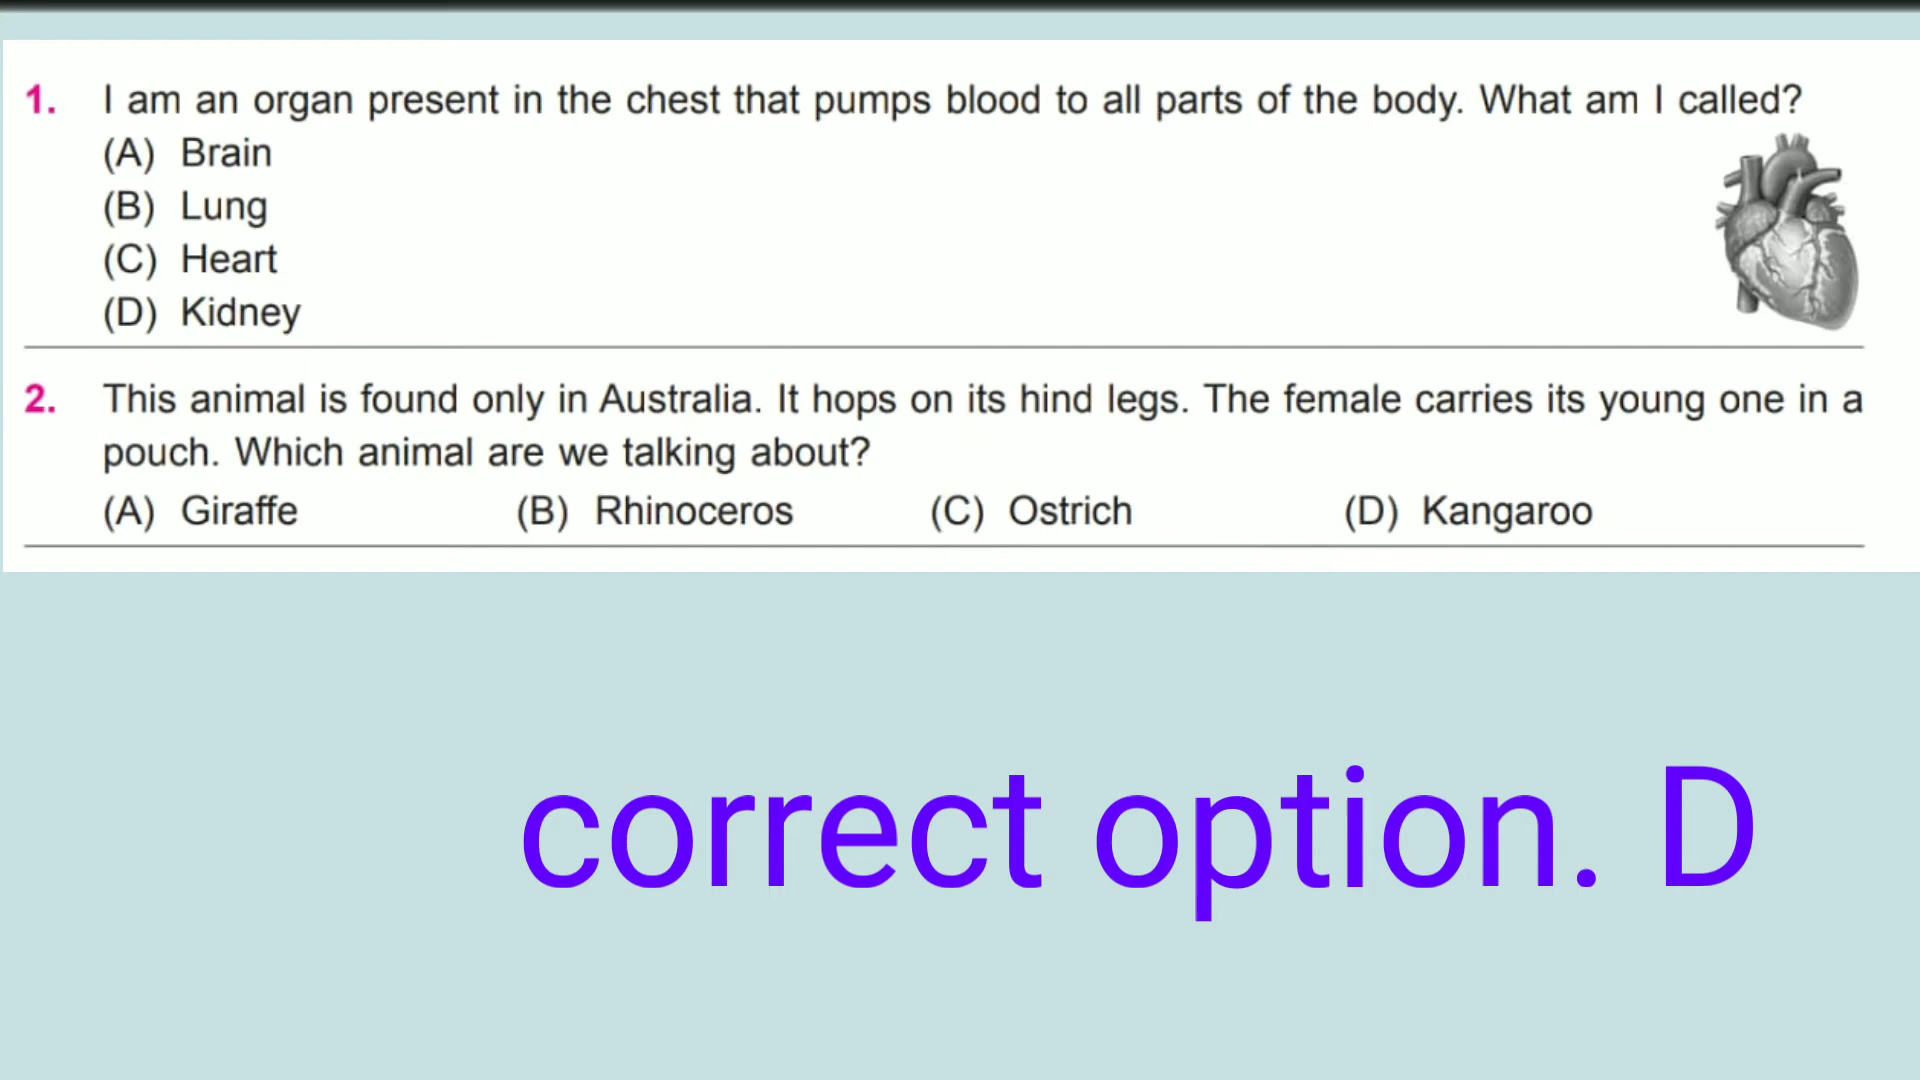 1. I am an organ present in the chest that pumps blood to all parts of the body. What am I called?
(A) Brain
(B) Lung
(C) Heart
(D) Kidney
2. This animal is found only in Australia. It hops on its hind legs. The female carries its young one in a
pouch. Which animal are we talking about?
(A) Giraffe (B) Rhinoceros (C) Ostrich (D) Kangaroo
correct option. D